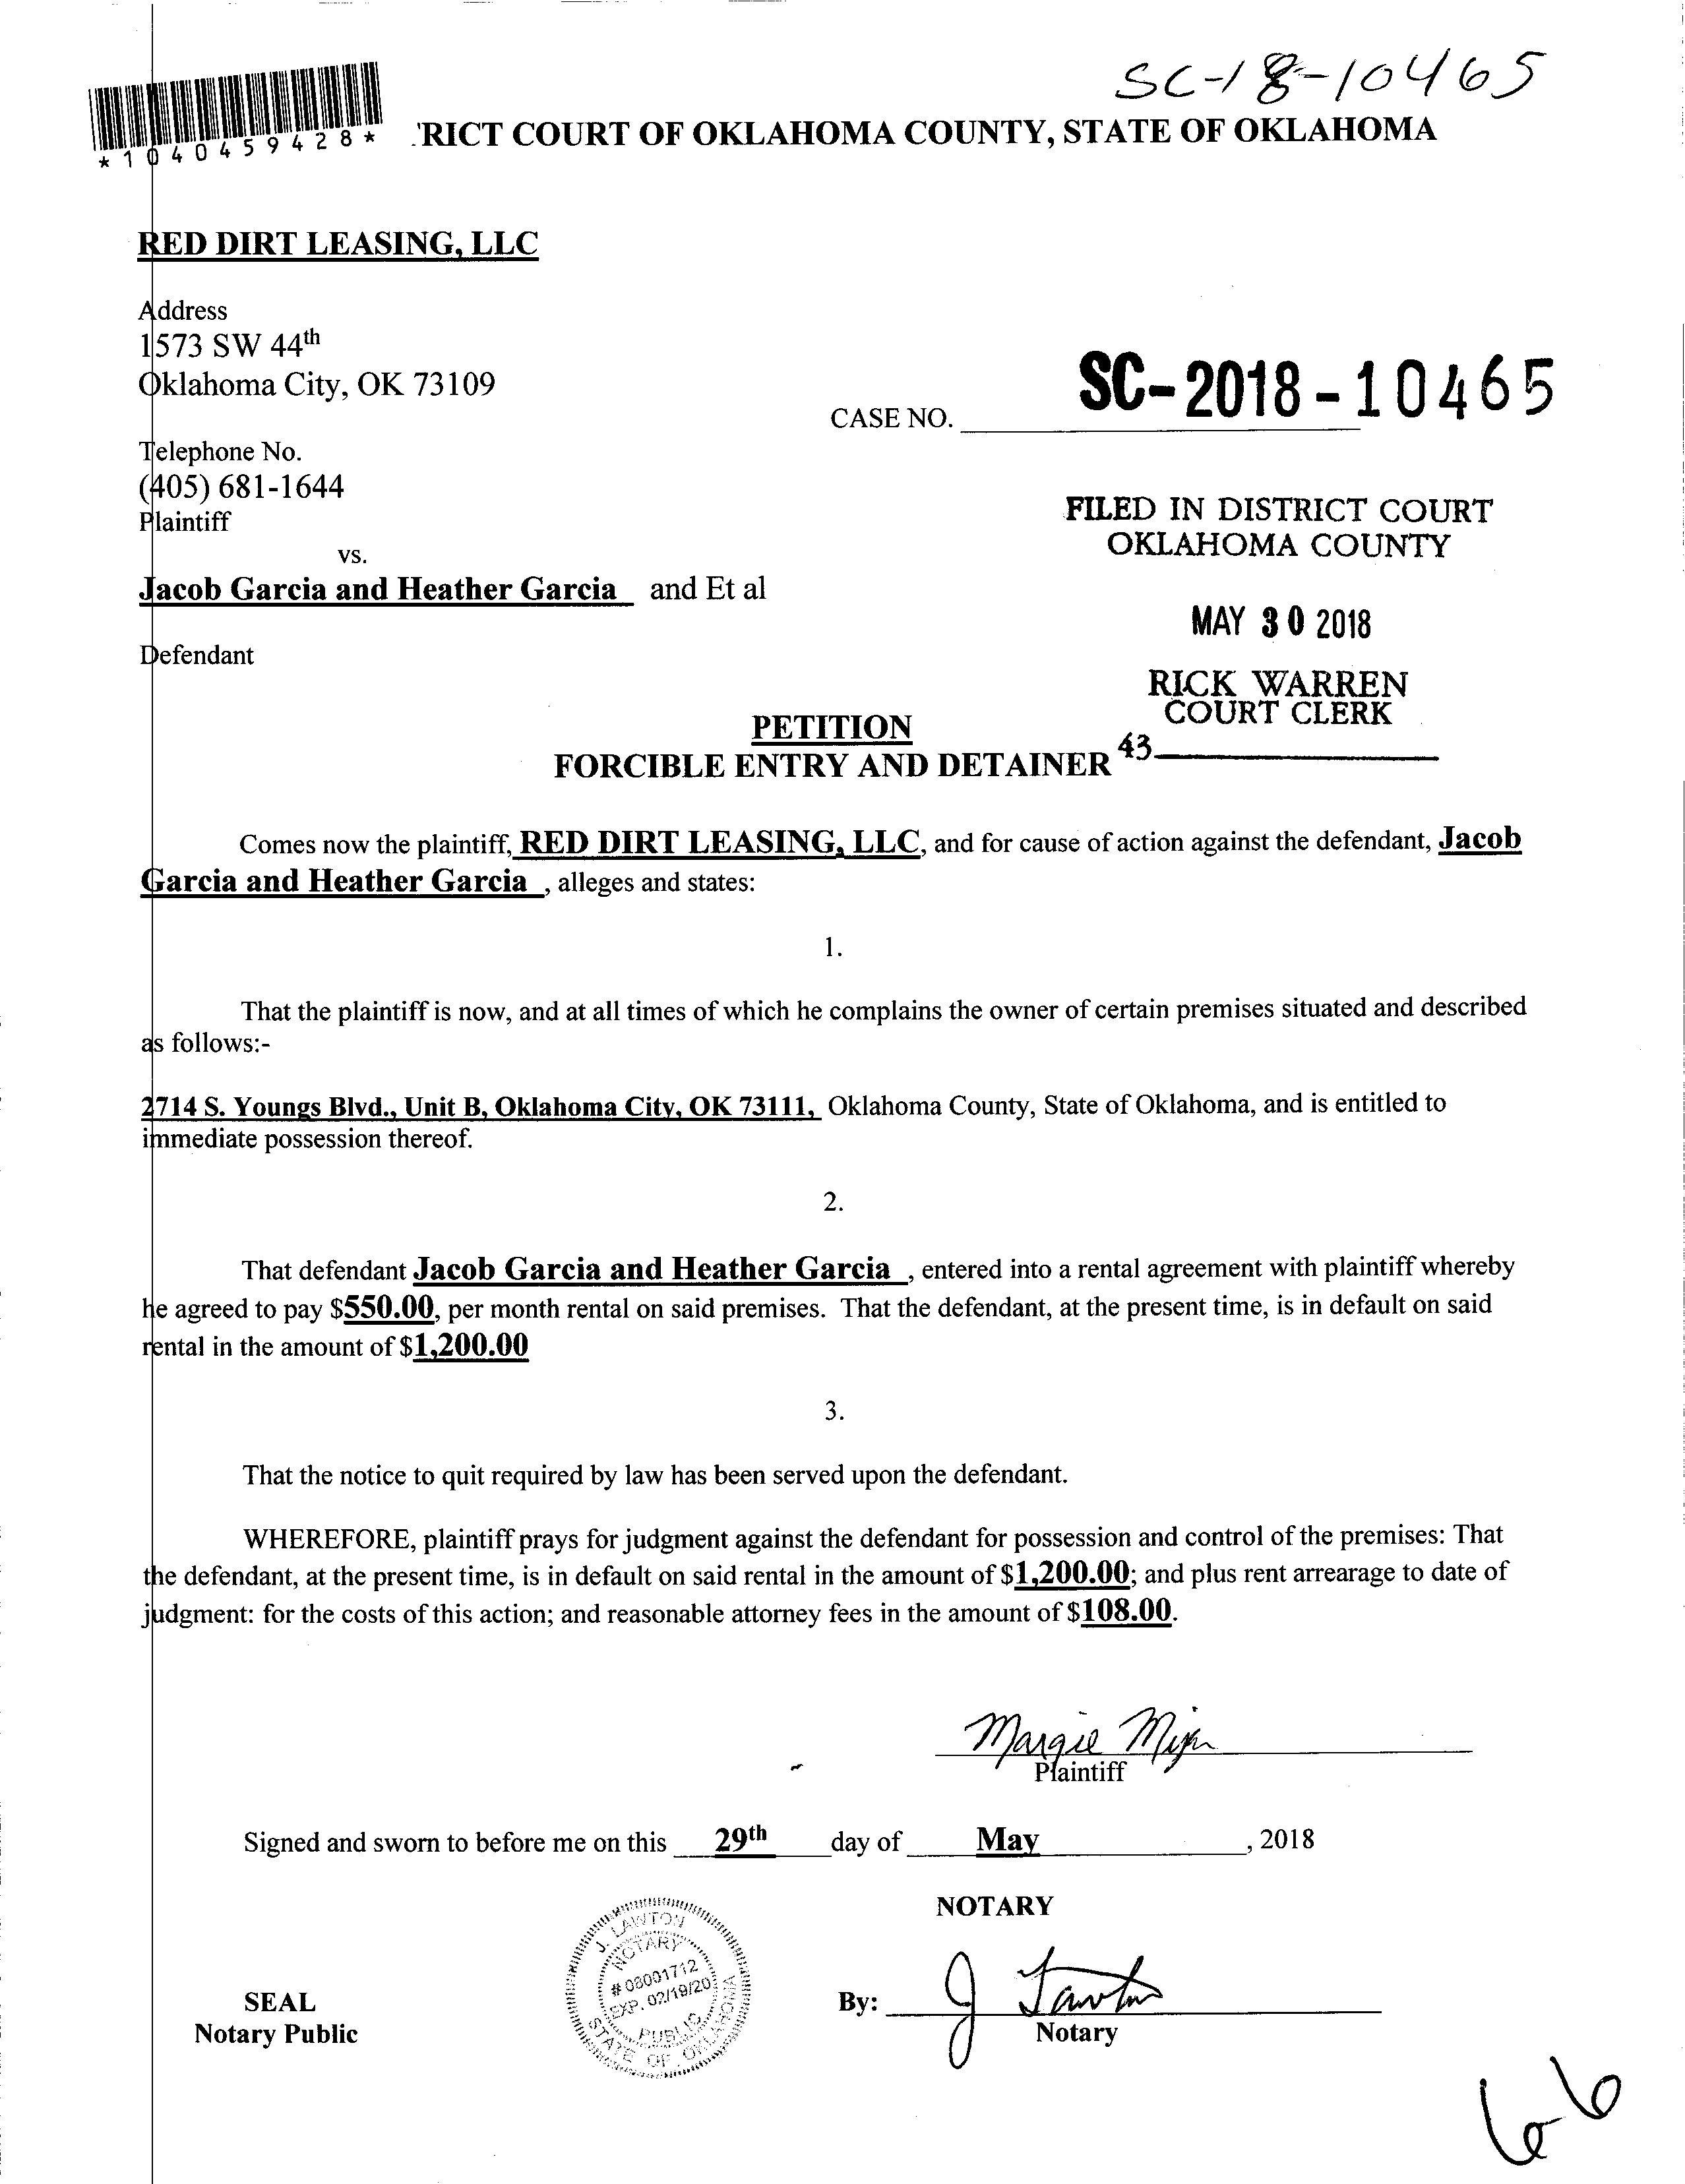 SC-18-10465
*1040459428*
RICT COURT OF OKLAHOMA COUNTY, STATE OF OKLAHOMA
RED DIRT LEASING, LLC
Address
1573 SW 44th
Oklahoma City, OK 73109
CASE NO. SC-2018-10465
Telephone No.
(405) 681-1644
Plaintiff
FILED IN DISTRICT COURT
OKLAHOMA COUNTY
vs.
Jacob Garcia and Heather Garcia and Et al
MAY 30 2018
Defendant
RICK WARREN
COURT CLERK
43
PETITION
FORCIBLE ENTRY AND DETAINER
Comes now the plaintiff, RED DIRT LEASING, LLC, and for cause of action against the defendant, Jacob
Garcia and Heather Garcia , alleges and states:
1.
That the plaintiff is now, and at all times of which he complains the owner of certain premises situated and described
as follows:-
2714 S. Youngs Blvd., Unit B, Oklahoma City, OK 73111, Oklahoma County, State of Oklahoma, and is entitled to
immediate possession thereof.
2.
That defendant Jacob Garcia and Heather Garcia , entered into a rental agreement with plaintiff whereby
he agreed to pay $550.00, per month rental on said premises. That the defendant, at the present time, is in default on said
rental in the amount of $1,200.00
3.
That the notice to quit required by law has been served upon the defendant.
WHEREFORE, plaintiff prays for judgment against the defendant for possession and control of the premises: That
the defendant, at the present time, is in default on said rental in the amount of $1,200.00; and plus rent arrearage to date of
judgment: for the costs of this action; and reasonable attorney fees in the amount of $108.00.
Margie
Plaintiff
Signed and sworn to before me on this 29th day of May , 2018
NOTARY
J. LAWTON
NOTARY
# 08001712
EXP. 02/19/20
PUBLIC
STATE OF OKLAHOMA
SEAL
Notary Public
By: J Lawton
Notary
6-6